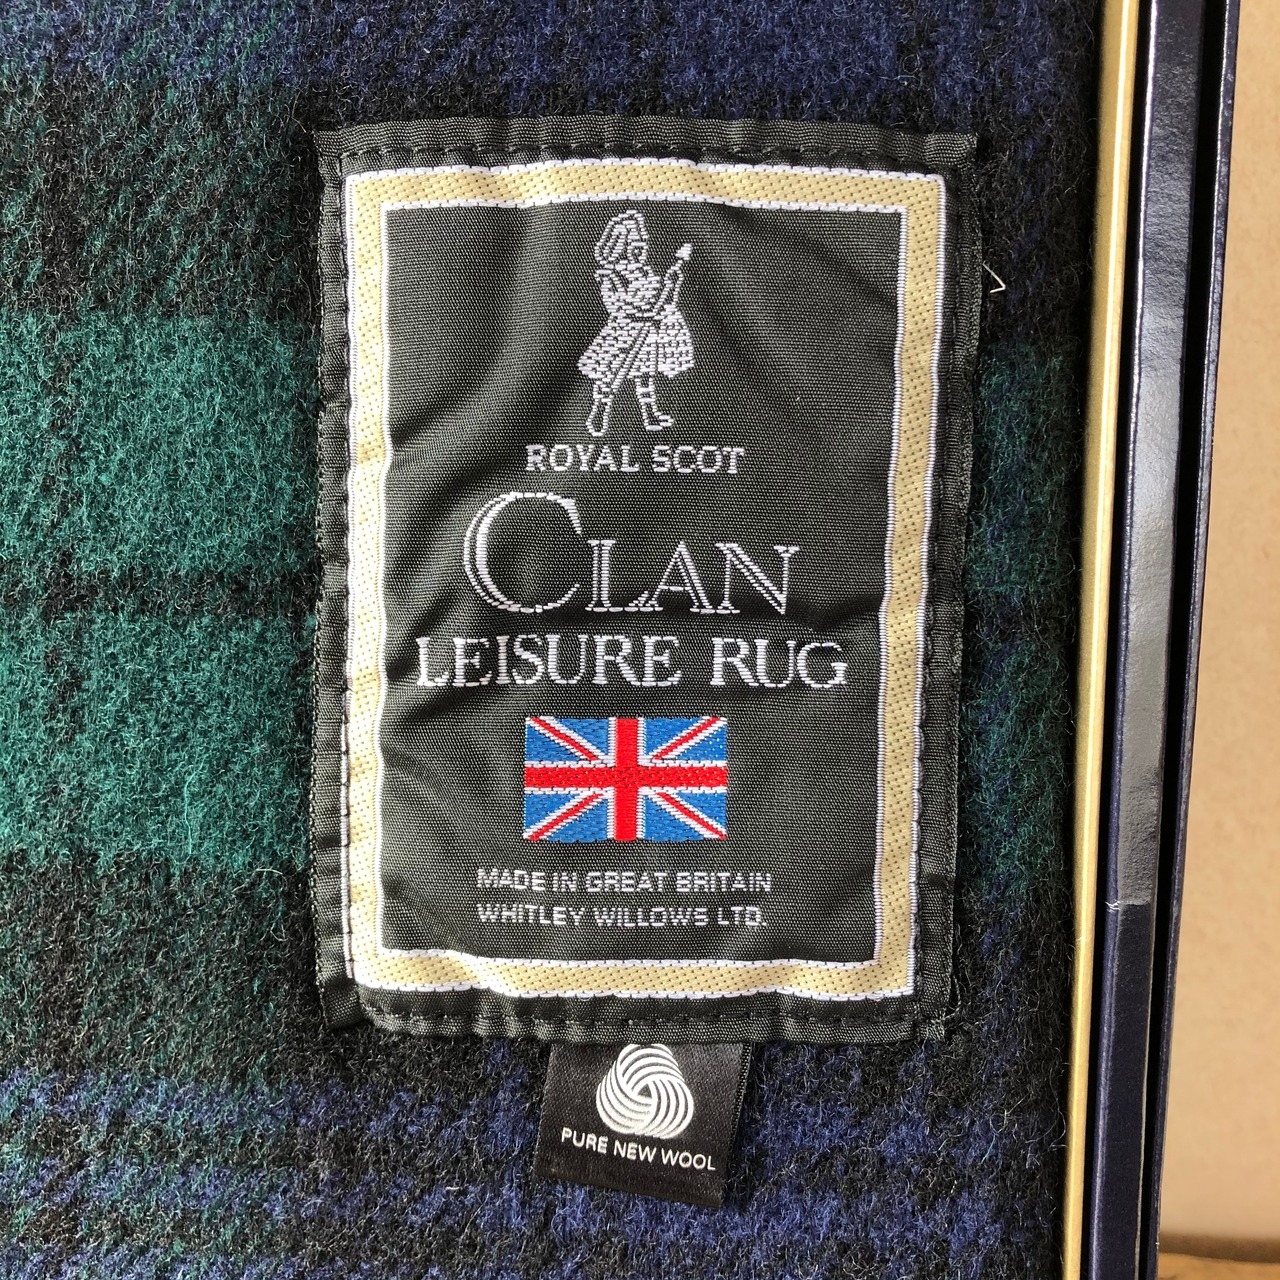 ROYAL SCOT
CLAN
LEISURE RUG
MADE IN GREAT BRITAIN
WHITLEY WILLOWS LTD.
PURE NEW WOOL